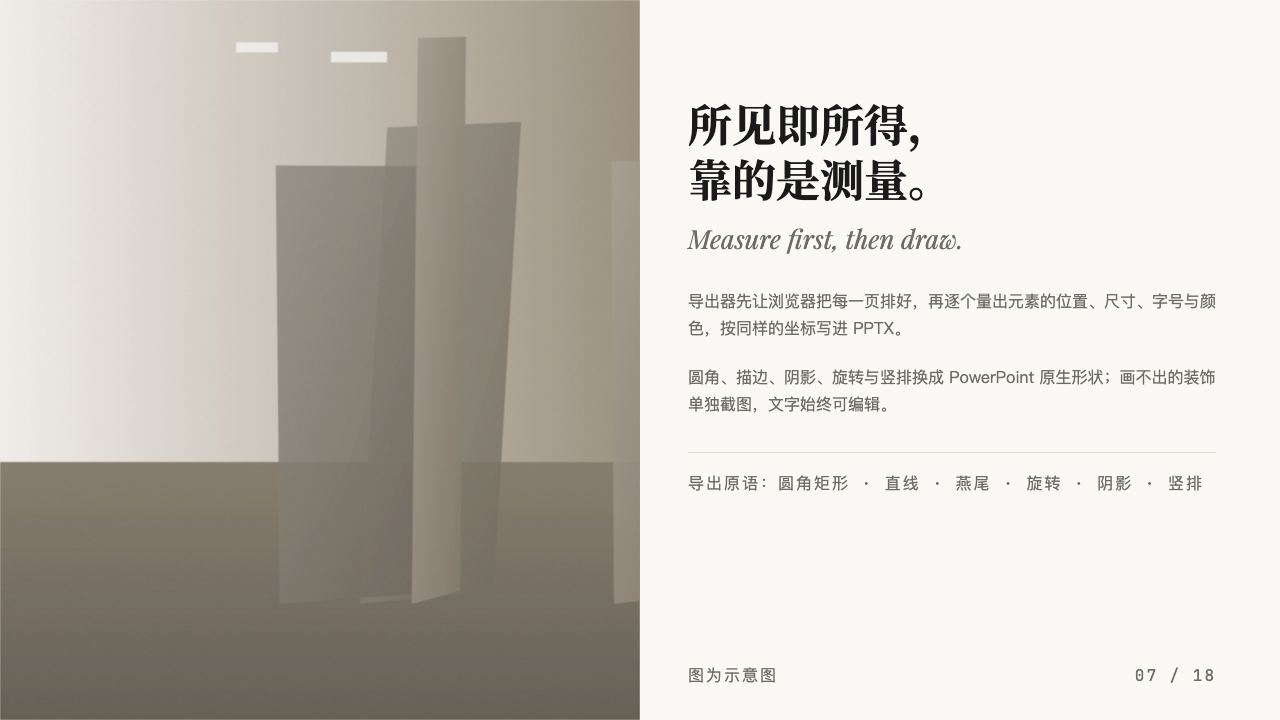 所见即所得，
靠的是测量。
Measure first, then draw.
导出器先让浏览器把每一页排好，再逐个量出元素的位置、尺寸、字号与颜
色，按同样的坐标写进 PPTX。
圆角、描边、阴影、旋转与竖排换成 PowerPoint 原生形状；画不出的装饰
单独截图，文字始终可编辑。
导出原语：圆角矩形 · 直线 · 燕尾 · 旋转 · 阴影 · 竖排
图为示意图
07 / 18